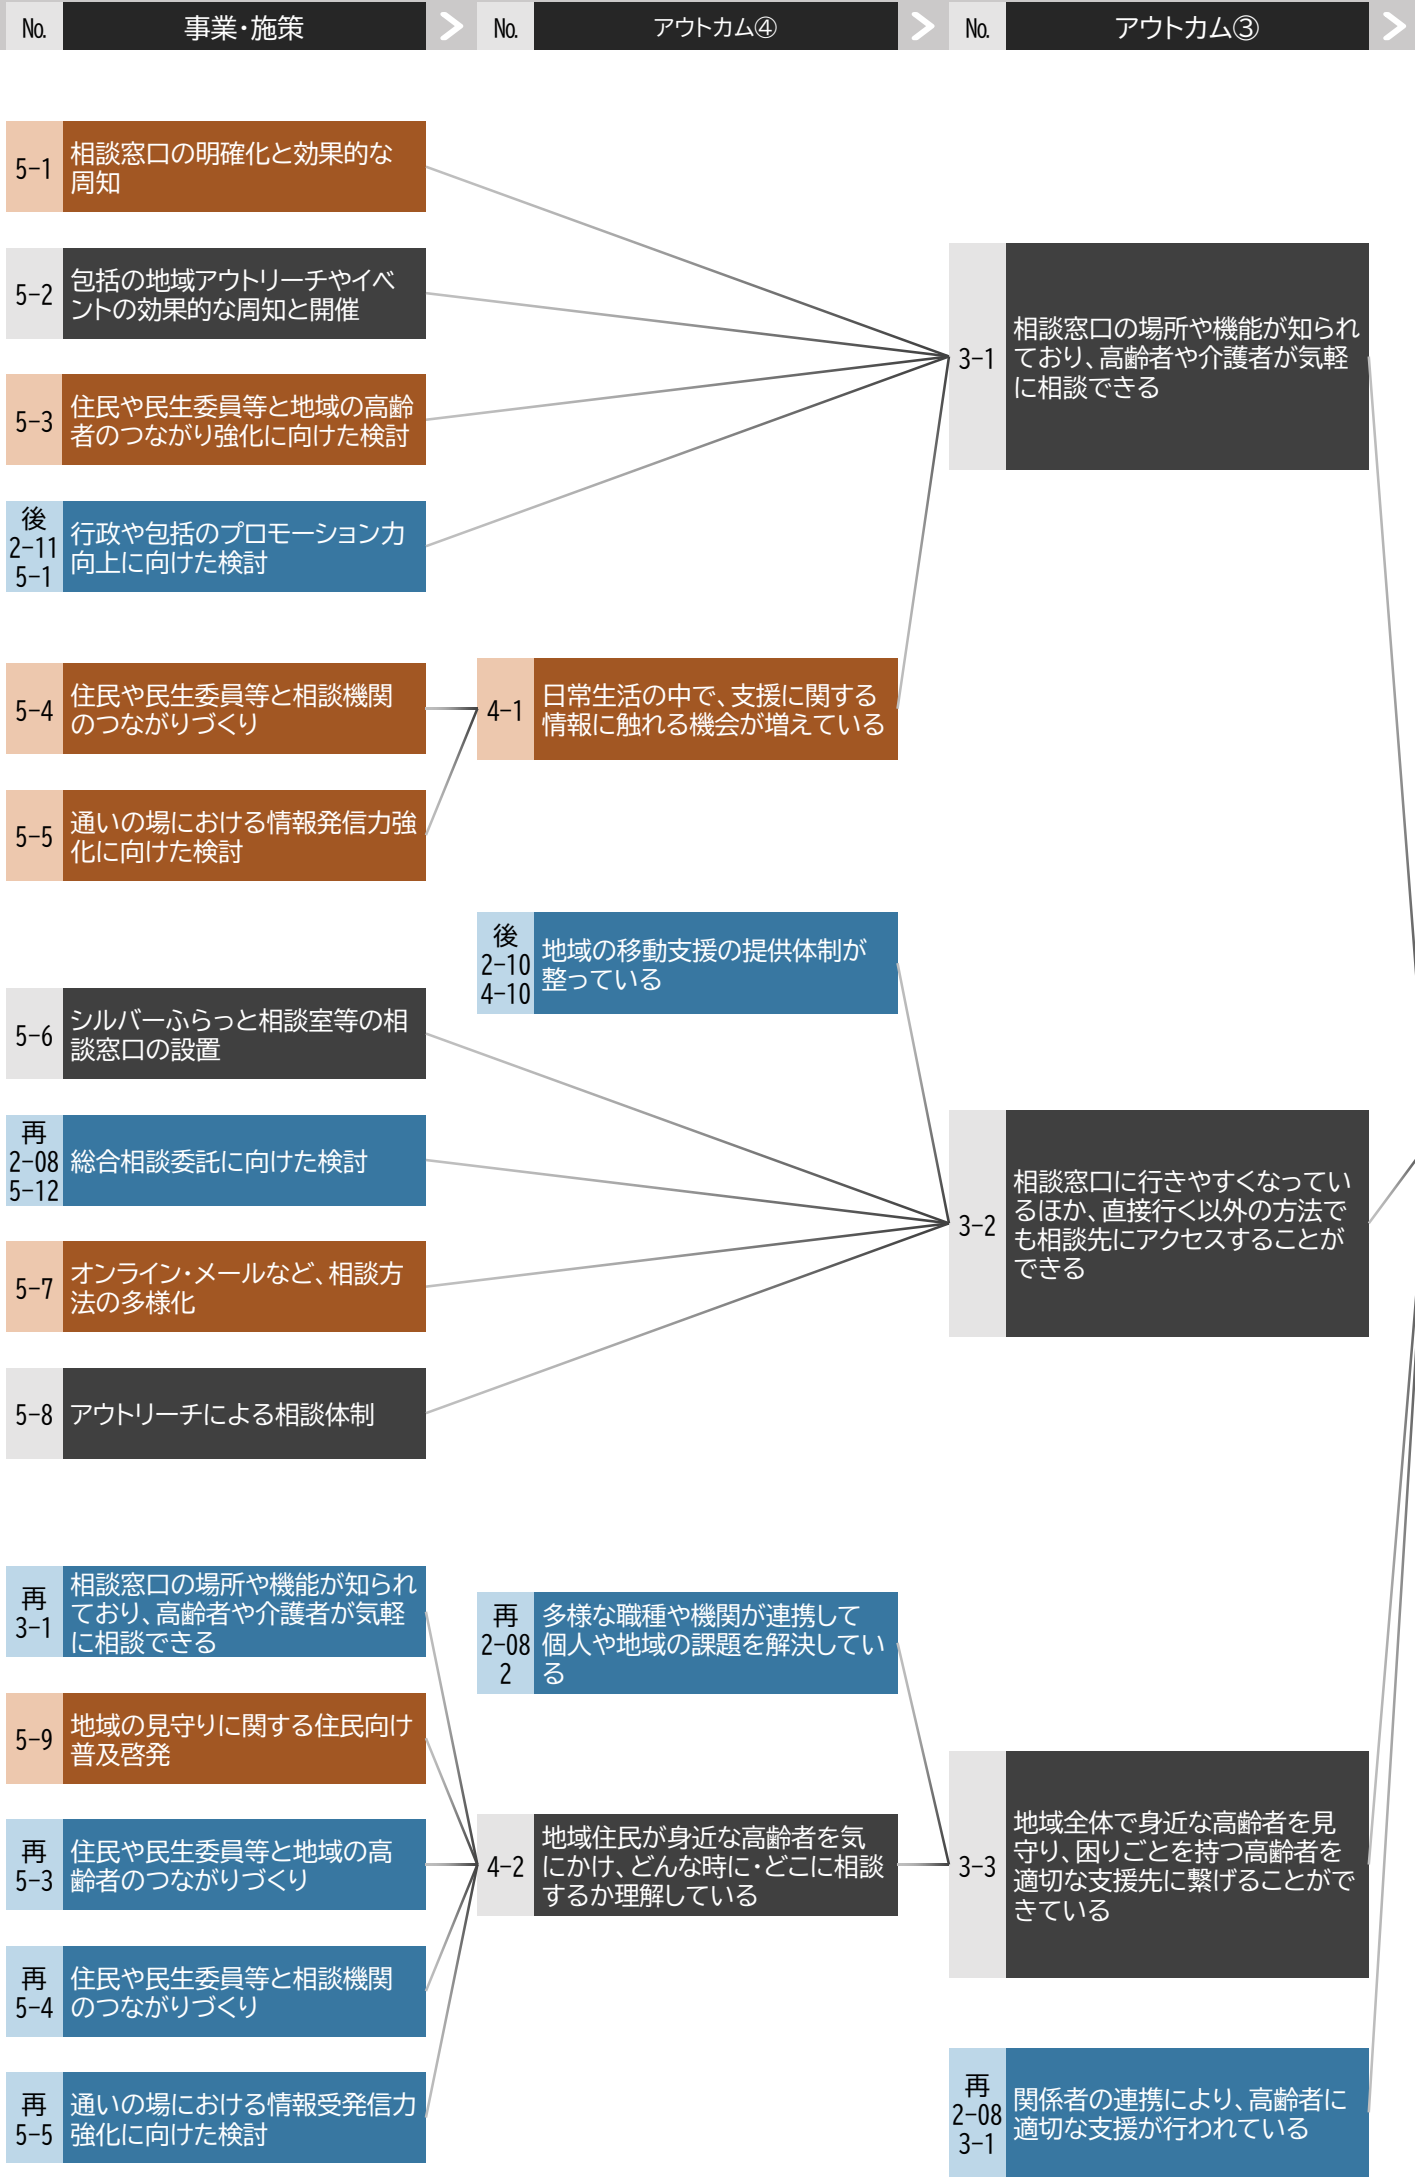 No.
事業・施策
No.
アウトカム④
No.
アウトカム③
5-1
相談窓口の明確化と効果的な
周知
5-2
包括の地域アウトリーチやイベ
ントの効果的な周知と開催
5-3
住民や民生委員等と地域の高齢
者のつながり強化に向けた検討
後
2-11
5-1
行政や包括のプロモーション力
向上に向けた検討
3-1
相談窓口の場所や機能が知られ
ており、高齢者や介護者が気軽
に相談できる
5-4
住民や民生委員等と相談機関
のつながりづくり
5-5
通いの場における情報発信力強
化に向けた検討
4-1
日常生活の中で、支援に関する
情報に触れる機会が増えている
後
2-10
4-10
地域の移動支援の提供体制が
整っている
5-6
シルバーふらっと相談室等の相
談窓口の設置
再
2-08
5-12
総合相談委託に向けた検討
5-7
オンライン・メールなど、相談方
法の多様化
5-8
アウトリーチによる相談体制
3-2
相談窓口に行きやすくなってい
るほか、直接行く以外の方法で
も相談先にアクセスすることが
できる
再
3-1
相談窓口の場所や機能が知られ
ており、高齢者や介護者が気軽
に相談できる
5-9
地域の見守りに関する住民向け
普及啓発
再
5-3
住民や民生委員等と地域の高
齢者のつながりづくり
再
5-4
住民や民生委員等と相談機関
のつながりづくり
再
5-5
通いの場における情報受発信力
強化に向けた検討
再
2-08
2
多様な職種や機関が連携して
個人や地域の課題を解決してい
る
4-2
地域住民が身近な高齢者を気
にかけ、どんな時に・どこに相談
するか理解している
3-3
地域全体で身近な高齢者を見
守り、困りごとを持つ高齢者を
適切な支援先に繋げることがで
きている
再
2-08
3-1
関係者の連携により、高齢者に
適切な支援が行われている